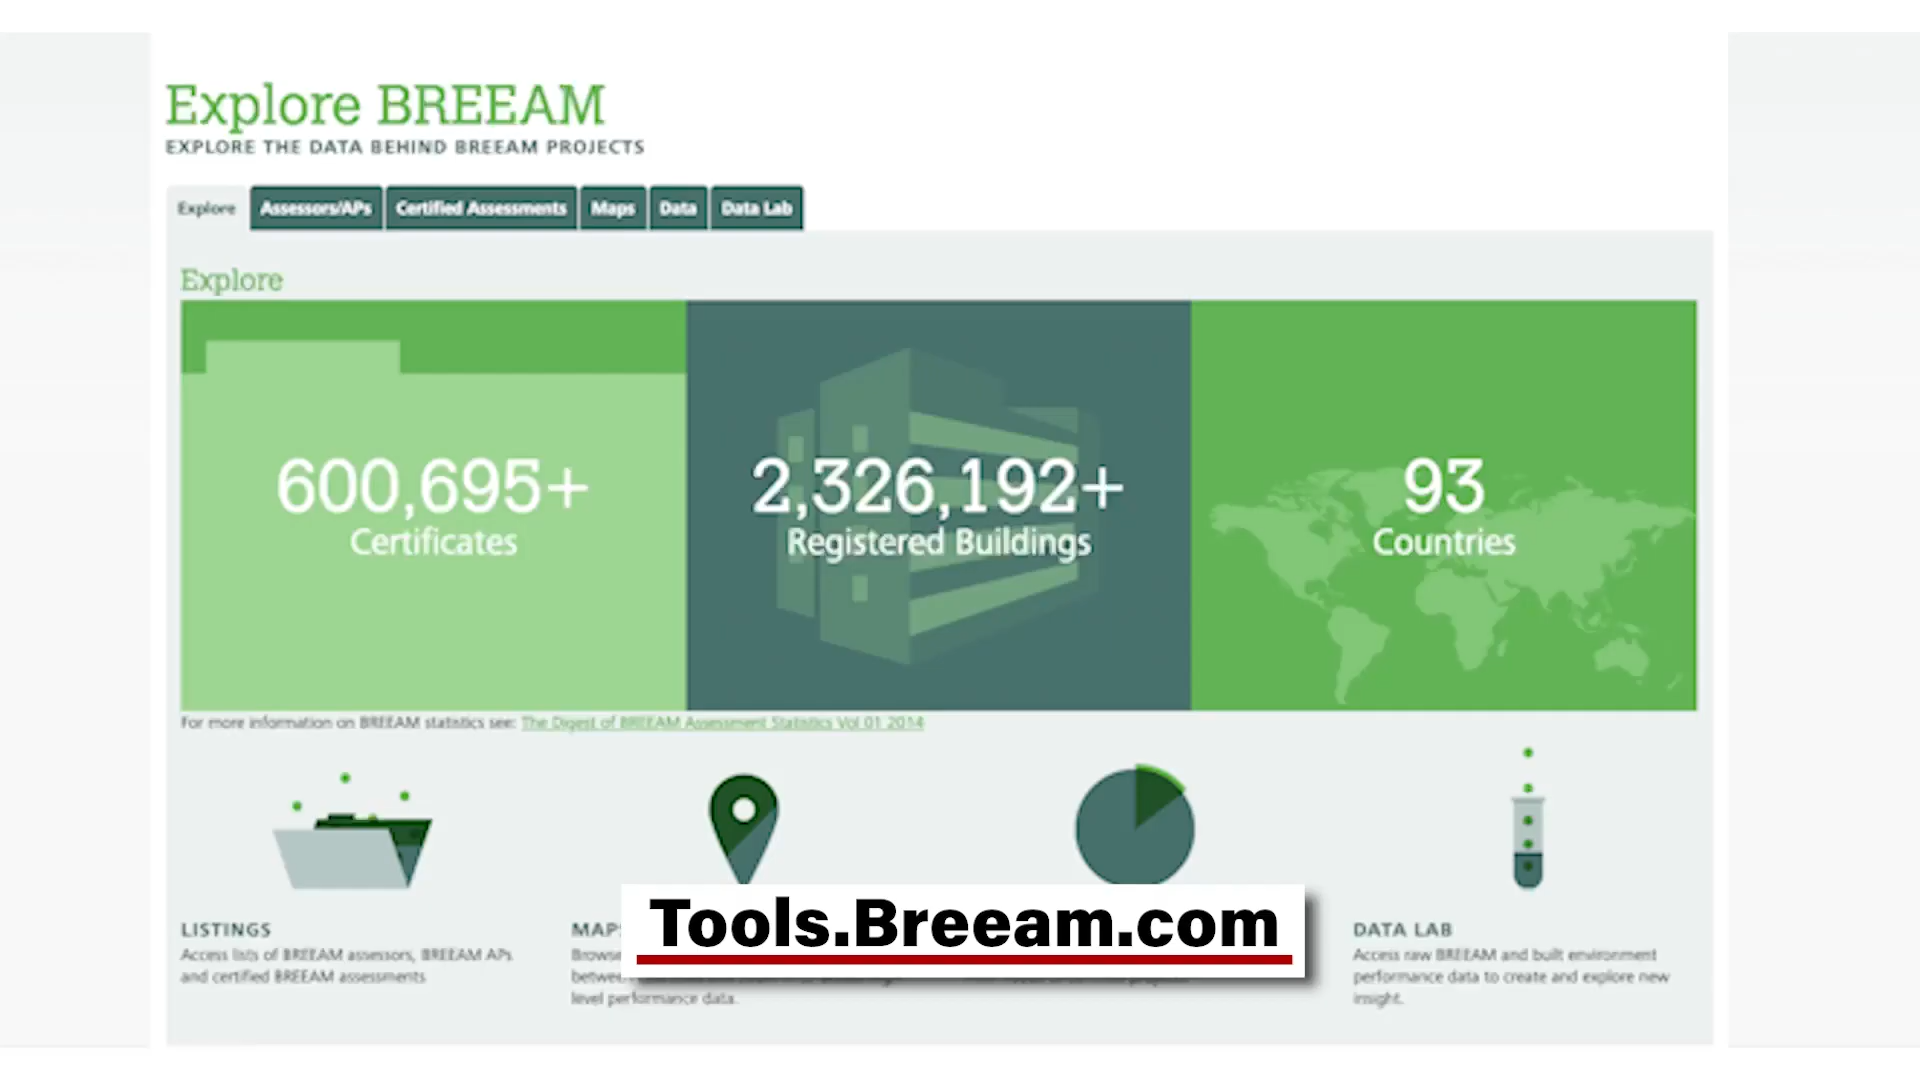 Explore BREEAM
EXPLORE THE DATA BEHIND BREEAM PROJECTS
Explore
Assessors/APs
Certified Assessments
Maps
Data
Data Lab
Explore
600,695+
Certificates
2,326,192+
Registered Buildings
93
Countries
For more information on BREEAM statistics see: The Digest of BREEAM Assessment Statistics Vol 01 2014
LISTINGS
Access lists of BREEAM assessors, BREEAM APs
and certified BREEAM assessments
level performance data.
Tools.Breeam.com
DATA LAB
Access raw BREEAM and built environment
performance data to create and explore new
insight.